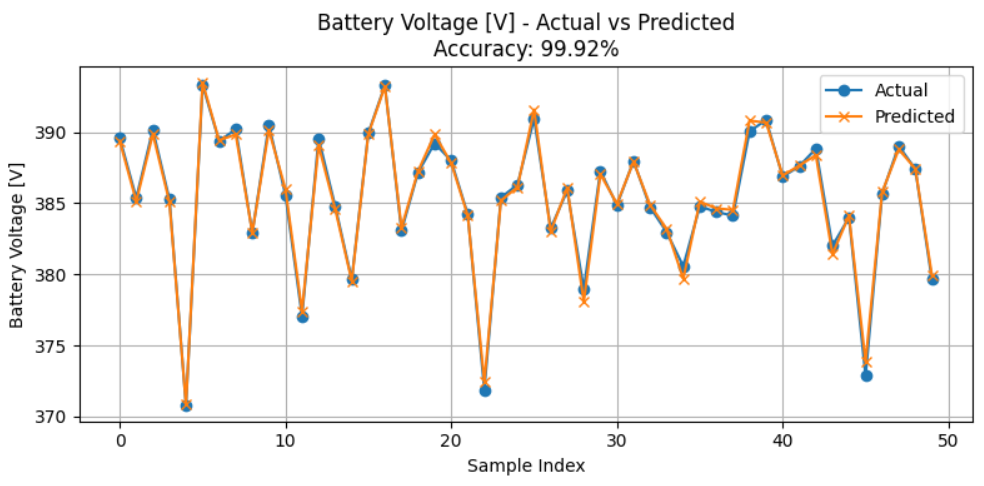 Battery Voltage [V] - Actual vs Predicted
Accuracy: 99.92%
Actual
Predicted
Battery Voltage [V]
390
385
380
375
370
0
10
20
30
40
50
Sample Index